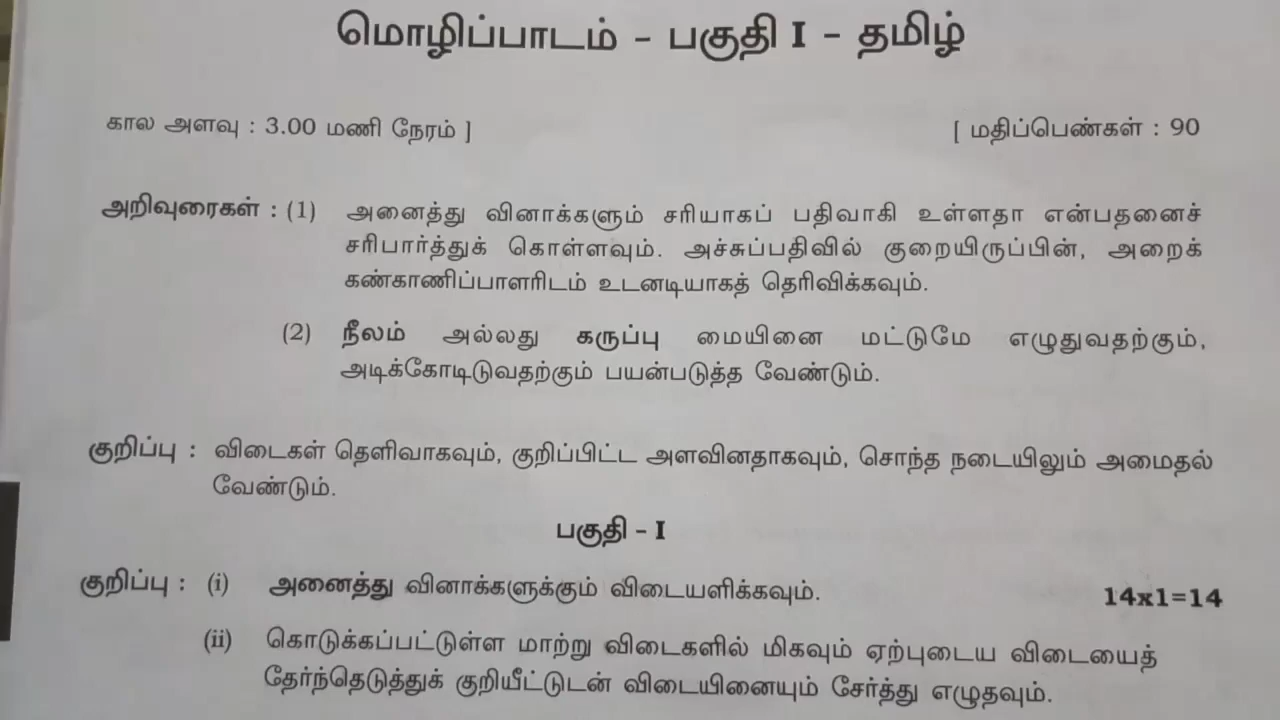 மொழிப்பாடம் – பகுதி I – தமிழ்
கால அளவு : 3.00 மணி நேரம் ] [ மதிப்பெண்கள் : 90
அறிவுரைகள் : (1) அனைத்து வினாக்களும் சரியாகப் பதிவாகி உள்ளதா என்பதனைச்
சரிபார்த்துக் கொள்ளவும். அச்சுப்பதிவில் குறையிருப்பின், அறைக்
கண்காணிப்பாளரிடம் உடனடியாகத் தெரிவிக்கவும்.
(2) நீலம் அல்லது கருப்பு மையினை மட்டுமே எழுதுவதற்கும்,
அடிக்கோடிடுவதற்கும் பயன்படுத்த வேண்டும்.
குறிப்பு : விடைகள் தெளிவாகவும், குறிப்பிட்ட அளவினதாகவும், சொந்த நடையிலும் அமைதல்
வேண்டும்.
பகுதி – I
குறிப்பு : (i) அனைத்து வினாக்களுக்கும் விடையளிக்கவும். 14x1=14
(ii) கொடுக்கப்பட்டுள்ள மாற்று விடைகளில் மிகவும் ஏற்புடைய விடையைத்
தேர்ந்தெடுத்துக் குறியீட்டுடன் விடையினையும் சேர்த்து எழுதவும்.